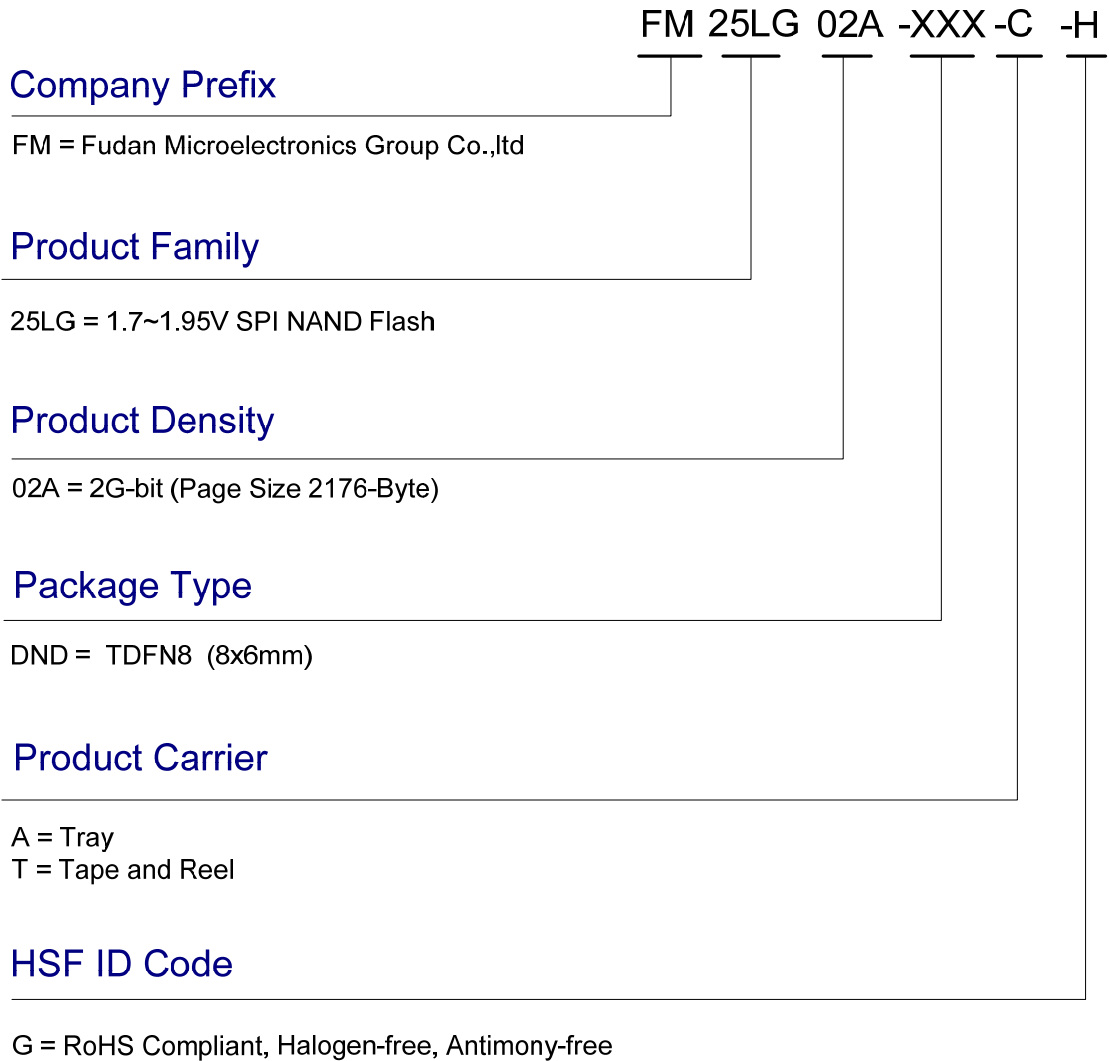 FM 25LG 02A -XXX -C -H
Company Prefix
FM = Fudan Microelectronics Group Co.,ltd
Product Family
25LG = 1.7~1.95V SPI NAND Flash
Product Density
02A = 2G-bit (Page Size 2176-Byte)
Package Type
DND = TDFN8 (8x6mm)
Product Carrier
A = Tray
T = Tape and Reel
HSF ID Code
G = RoHS Compliant, Halogen-free, Antimony-free